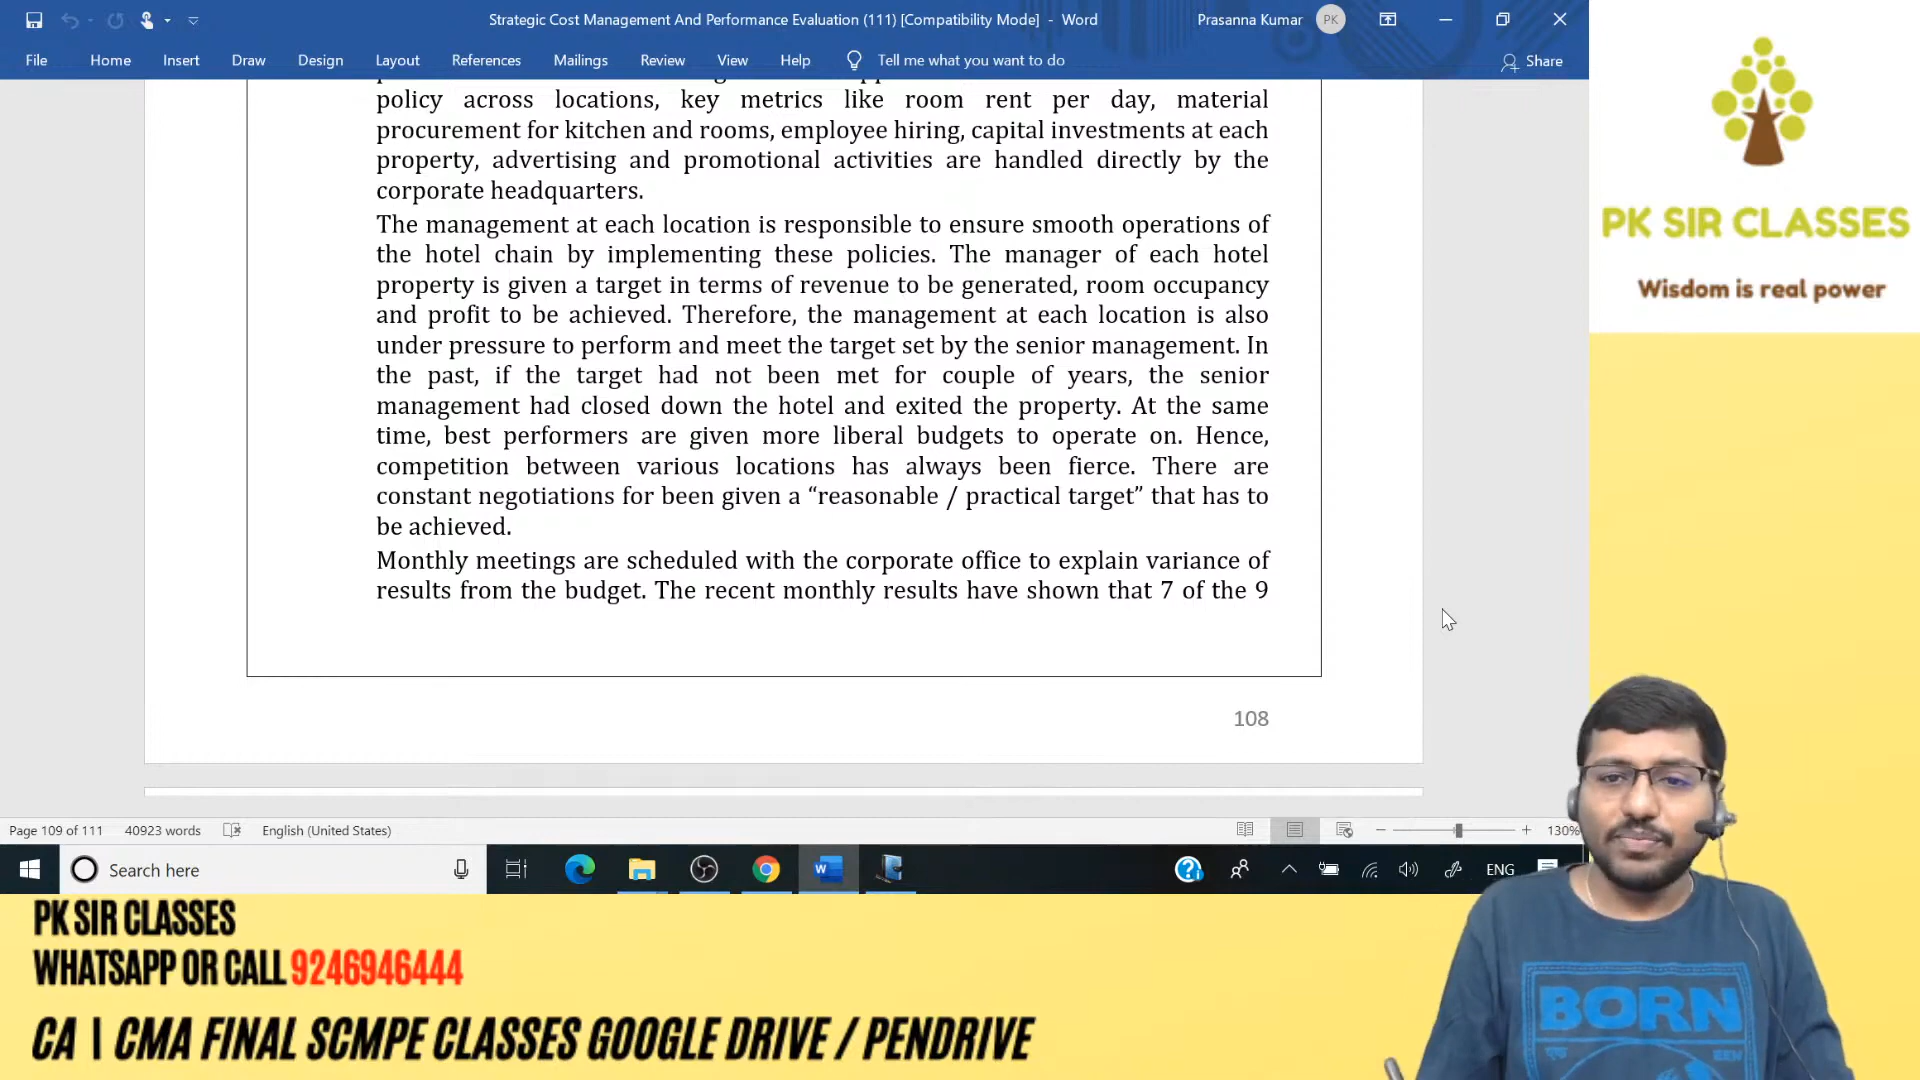 Strategic Cost Management And Performance Evaluation (111) [Compatibility Mode] - Word
Prasanna Kumar
PK
File Home Insert Draw Design Layout References Mailings Review View Help Tell me what you want to do Share
policy across locations, key metrics like room rent per day, material
procurement for kitchen and rooms, employee hiring, capital investments at each
property, advertising and promotional activities are handled directly by the
corporate headquarters.
The management at each location is responsible to ensure smooth operations of
the hotel chain by implementing these policies. The manager of each hotel
property is given a target in terms of revenue to be generated, room occupancy
and profit to be achieved. Therefore, the management at each location is also
under pressure to perform and meet the target set by the senior management. In
the past, if the target had not been met for couple of years, the senior
management had closed down the hotel and exited the property. At the same
time, best performers are given more liberal budgets to operate on. Hence,
competition between various locations has always been fierce. There are
constant negotiations for been given a “reasonable / practical target” that has to
be achieved.
Monthly meetings are scheduled with the corporate office to explain variance of
results from the budget. The recent monthly results have shown that 7 of the 9
108
Page 109 of 111 40923 words English (United States) 130%
Search here
ENG
PK SIR CLASSES
Wisdom is real power
PK SIR CLASSES
WHATSAPP OR CALL 9246946444
CA \ CMA FINAL SCMPE CLASSES GOOGLE DRIVE / PENDRIVE
BORN